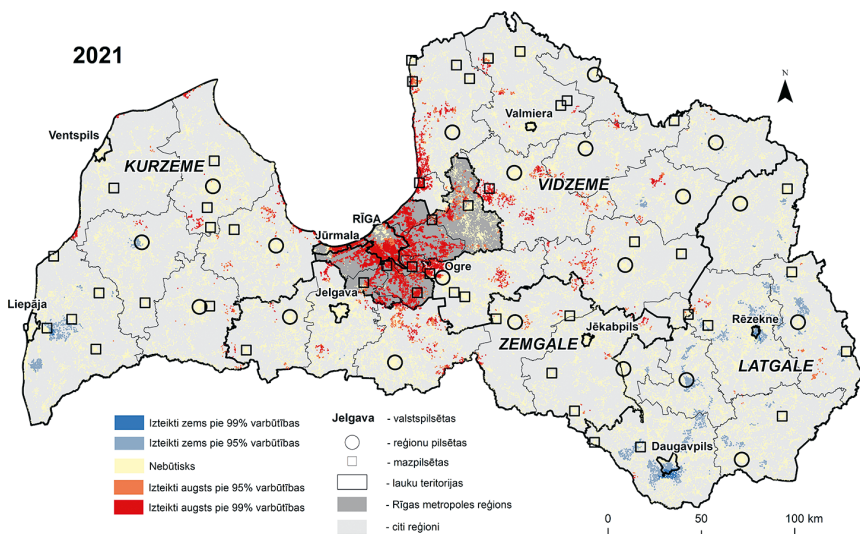 2021
N
Ventspils
KURZEME
Valmiera
VIDZEME
RĪGA
Jūrmala
Ogre
Jelgava
Liepāja
Jēkabpils
Rēzekne
ZEMGALE
LATGALE
Daugavpils
Izteikti zems pie 99% varbūtības
Izteikti zems pie 95% varbūtības
Nebūtisks
Izteikti augsts pie 95% varbūtības
Izteikti augsts pie 99% varbūtības
Jelgava - valstspilsētas
- reģionu pilsētas
- mazpilsētas
- lauku teritorijas
- Rīgas metropoles reģions
- citi reģioni
0 50 100 km